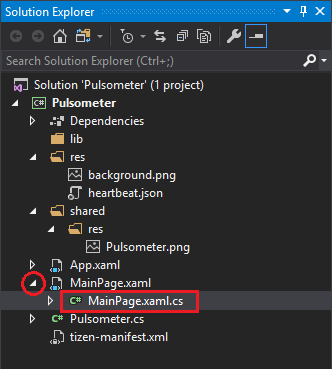 Solution Explorer
Search Solution Explorer (Ctrl+;)
Solution 'Pulsometer' (1 project)
C# Pulsometer
Dependencies
lib
res
background.png
heartbeat.json
shared
res
Pulsometer.png
App.xaml
MainPage.xaml
C# MainPage.xaml.cs
C# Pulsometer.cs
tizen-manifest.xml